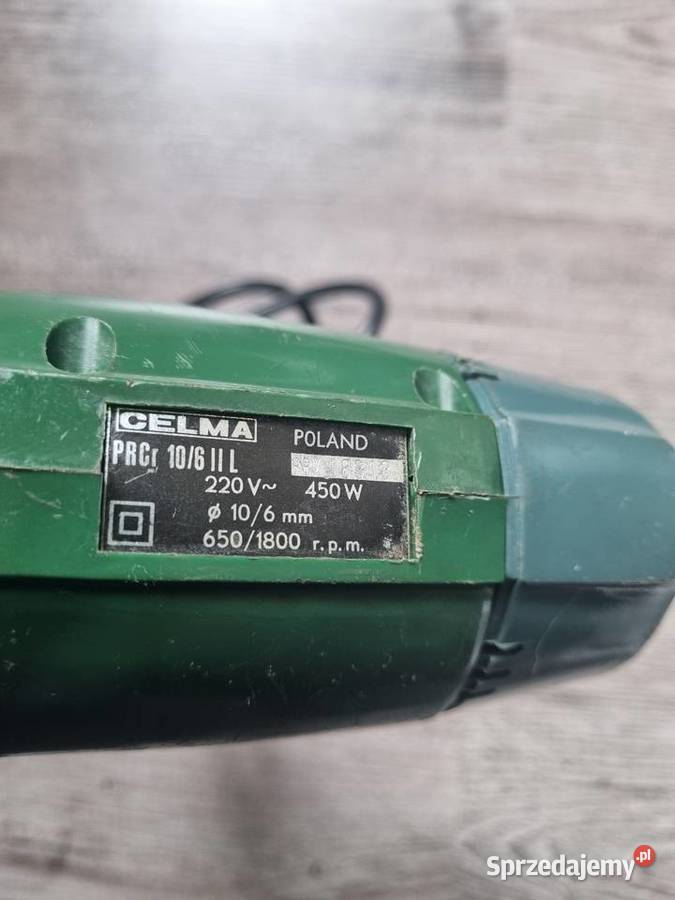 CELMA POLAND
PRCr 10/6 II L
220 V~ 450 W
ø 10/6 mm
650/1800 r.p.m.
Sprzedajemy.pl